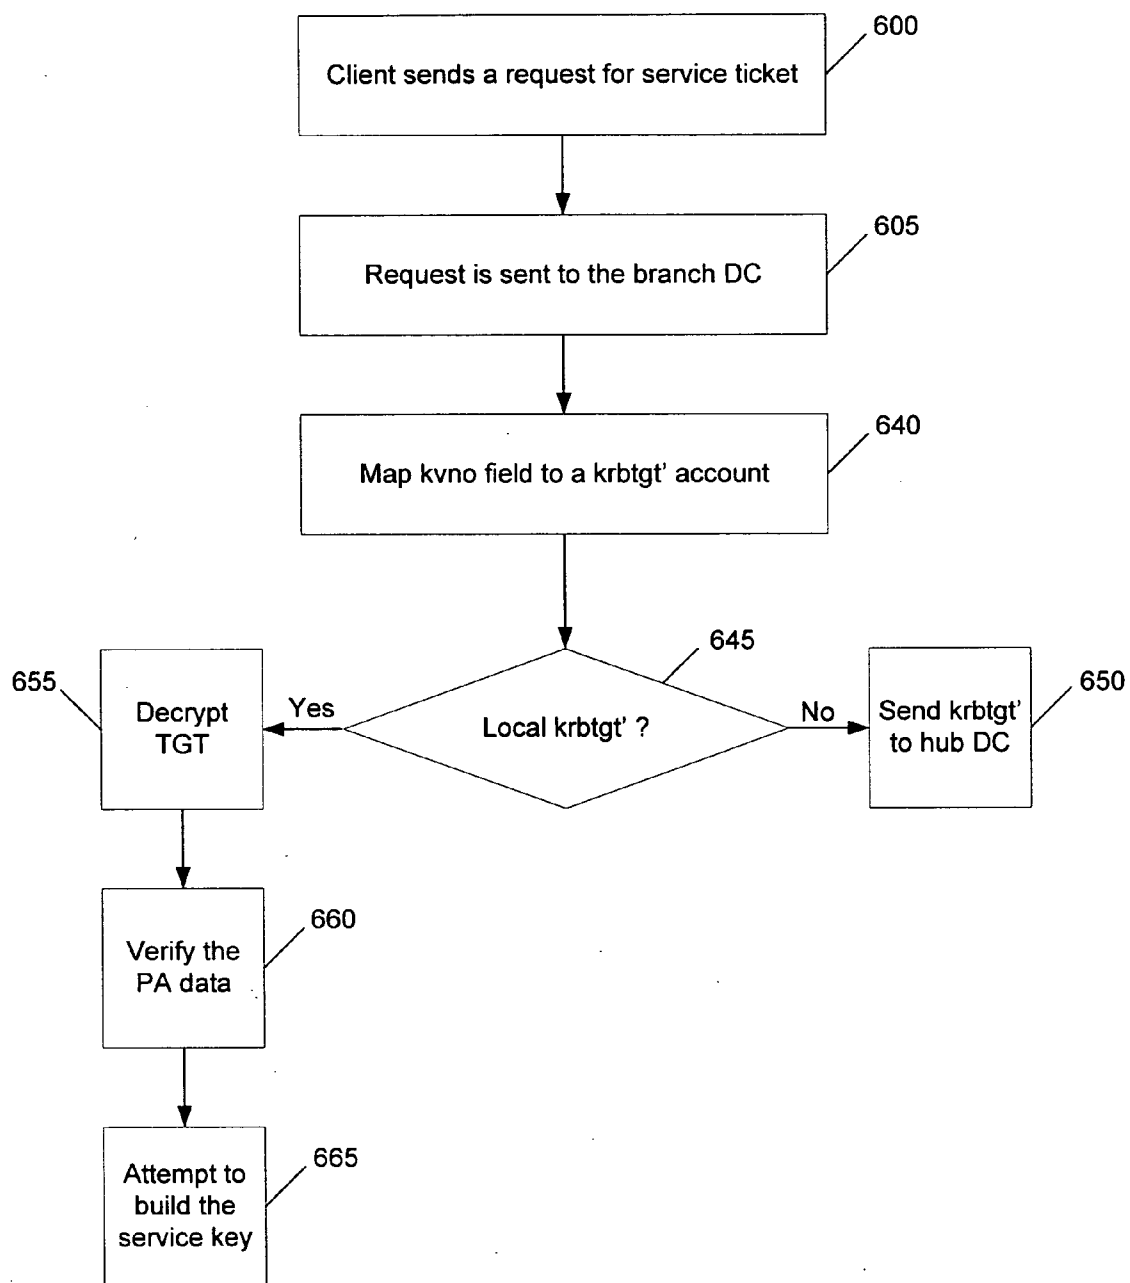 600
Client sends a request for service ticket
605
Request is sent to the branch DC
640
Map kvno field to a krbtgt' account
645
Local krbtgt' ?
Yes
No
650
Send krbtgt'
to hub DC
655
Decrypt
TGT
660
Verify the
PA data
665
Attempt to
build the
service key